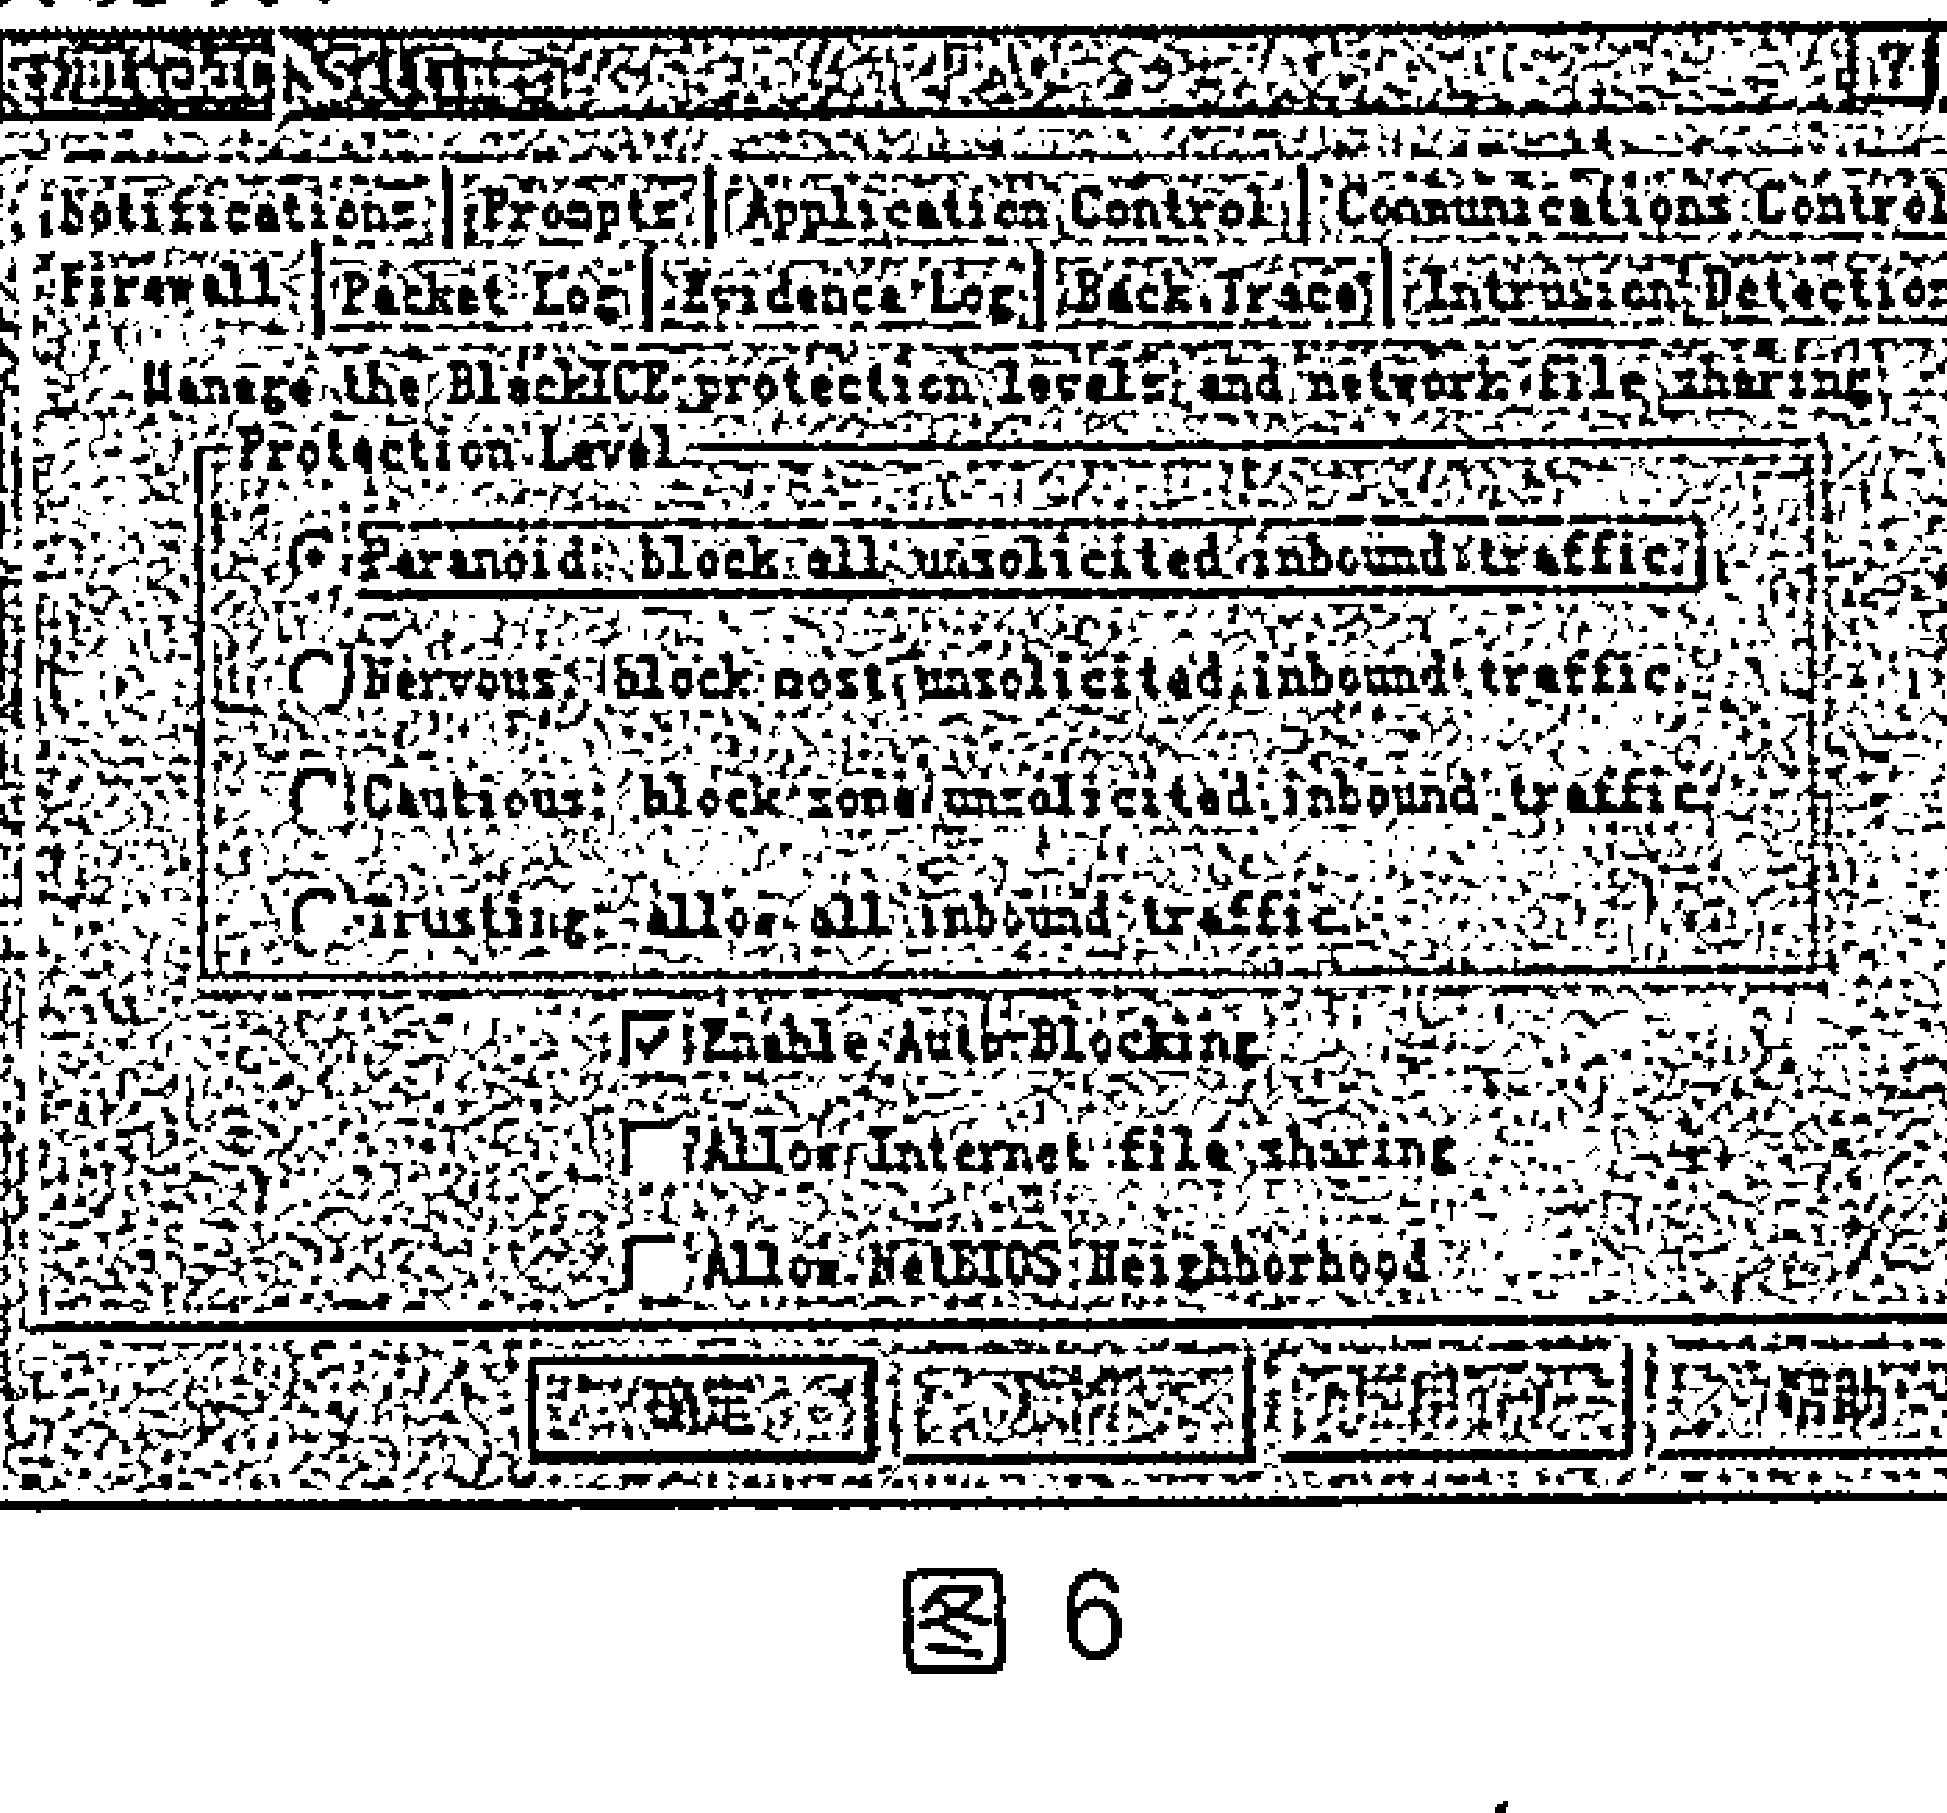 Notifications Prompts Application Control Communications Control
Firewall Packet Log Evidence Log Back Trace Intrusion Detection
Manage the BlackICE protection levels and network file sharing
Protection Level
Paranoid: block all unsolicited inbound traffic.
Nervous: block most unsolicited inbound traffic.
Cautious: block some unsolicited inbound traffic.
Trusting: allow all inbound traffic.
Enable Auto-Blocking
Allow Internet file sharing
Allow NetBIOS Neighborhood
图 6